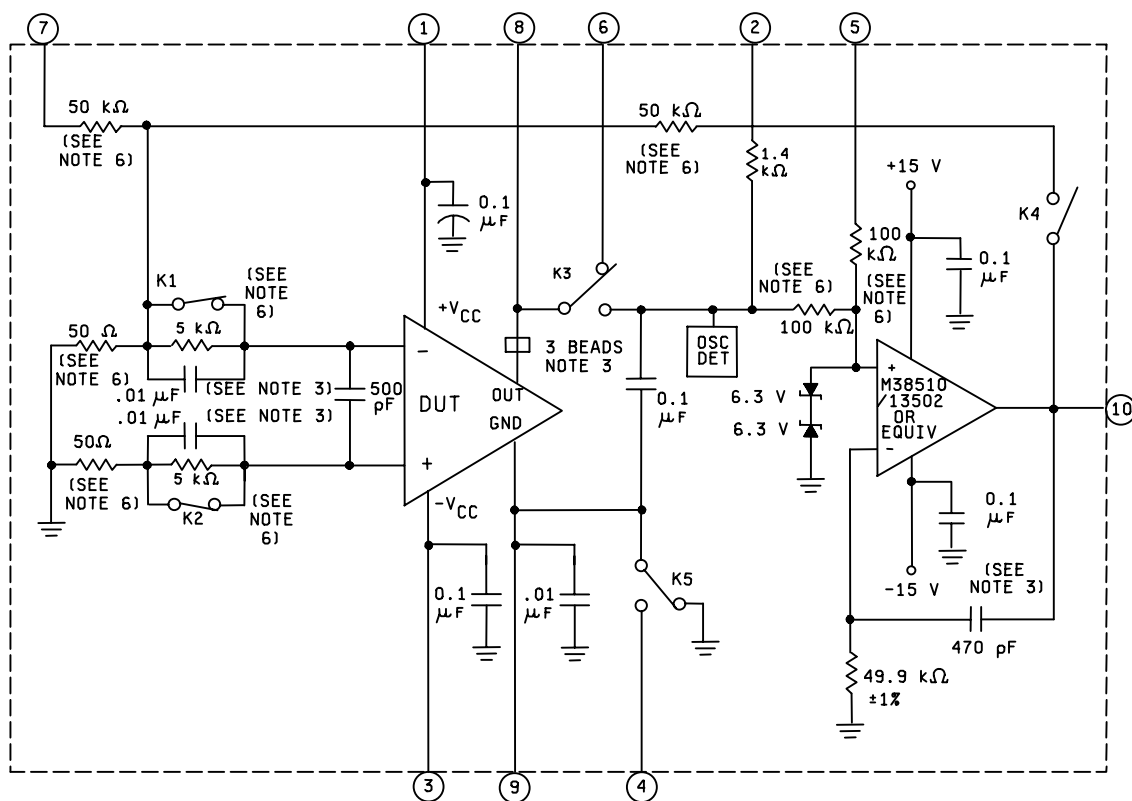 7
1
8
6
2
5
50 kΩ
(SEE
NOTE 6)
50 kΩ
(SEE
NOTE 6)
1.4
kΩ
+15 V
K4
0.1
μF
100
kΩ
0.1
μF
K1
(SEE
NOTE
6)
K3
(SEE
NOTE 6)
(SEE
NOTE
6)
+VCC
50 Ω
5 kΩ
100 kΩ
(SEE
NOTE 6)
OSC
DET
3 BEADS
NOTE 3
−
+
M38510
/13502
OR
EQUIV
−
.01 μF
(SEE NOTE 3)
.01 μF
(SEE NOTE 3)
500
pF
DUT
OUT
GND
0.1
μF
6.3 V
6.3 V
10
50Ω
5 kΩ
+
(SEE
NOTE 6)
K2
(SEE
NOTE
6)
−VCC
0.1
μF
K5
0.1
μF
.01
μF
-15 V
(SEE
NOTE 3)
470 pF
49.9 kΩ
±1%
3
9
4